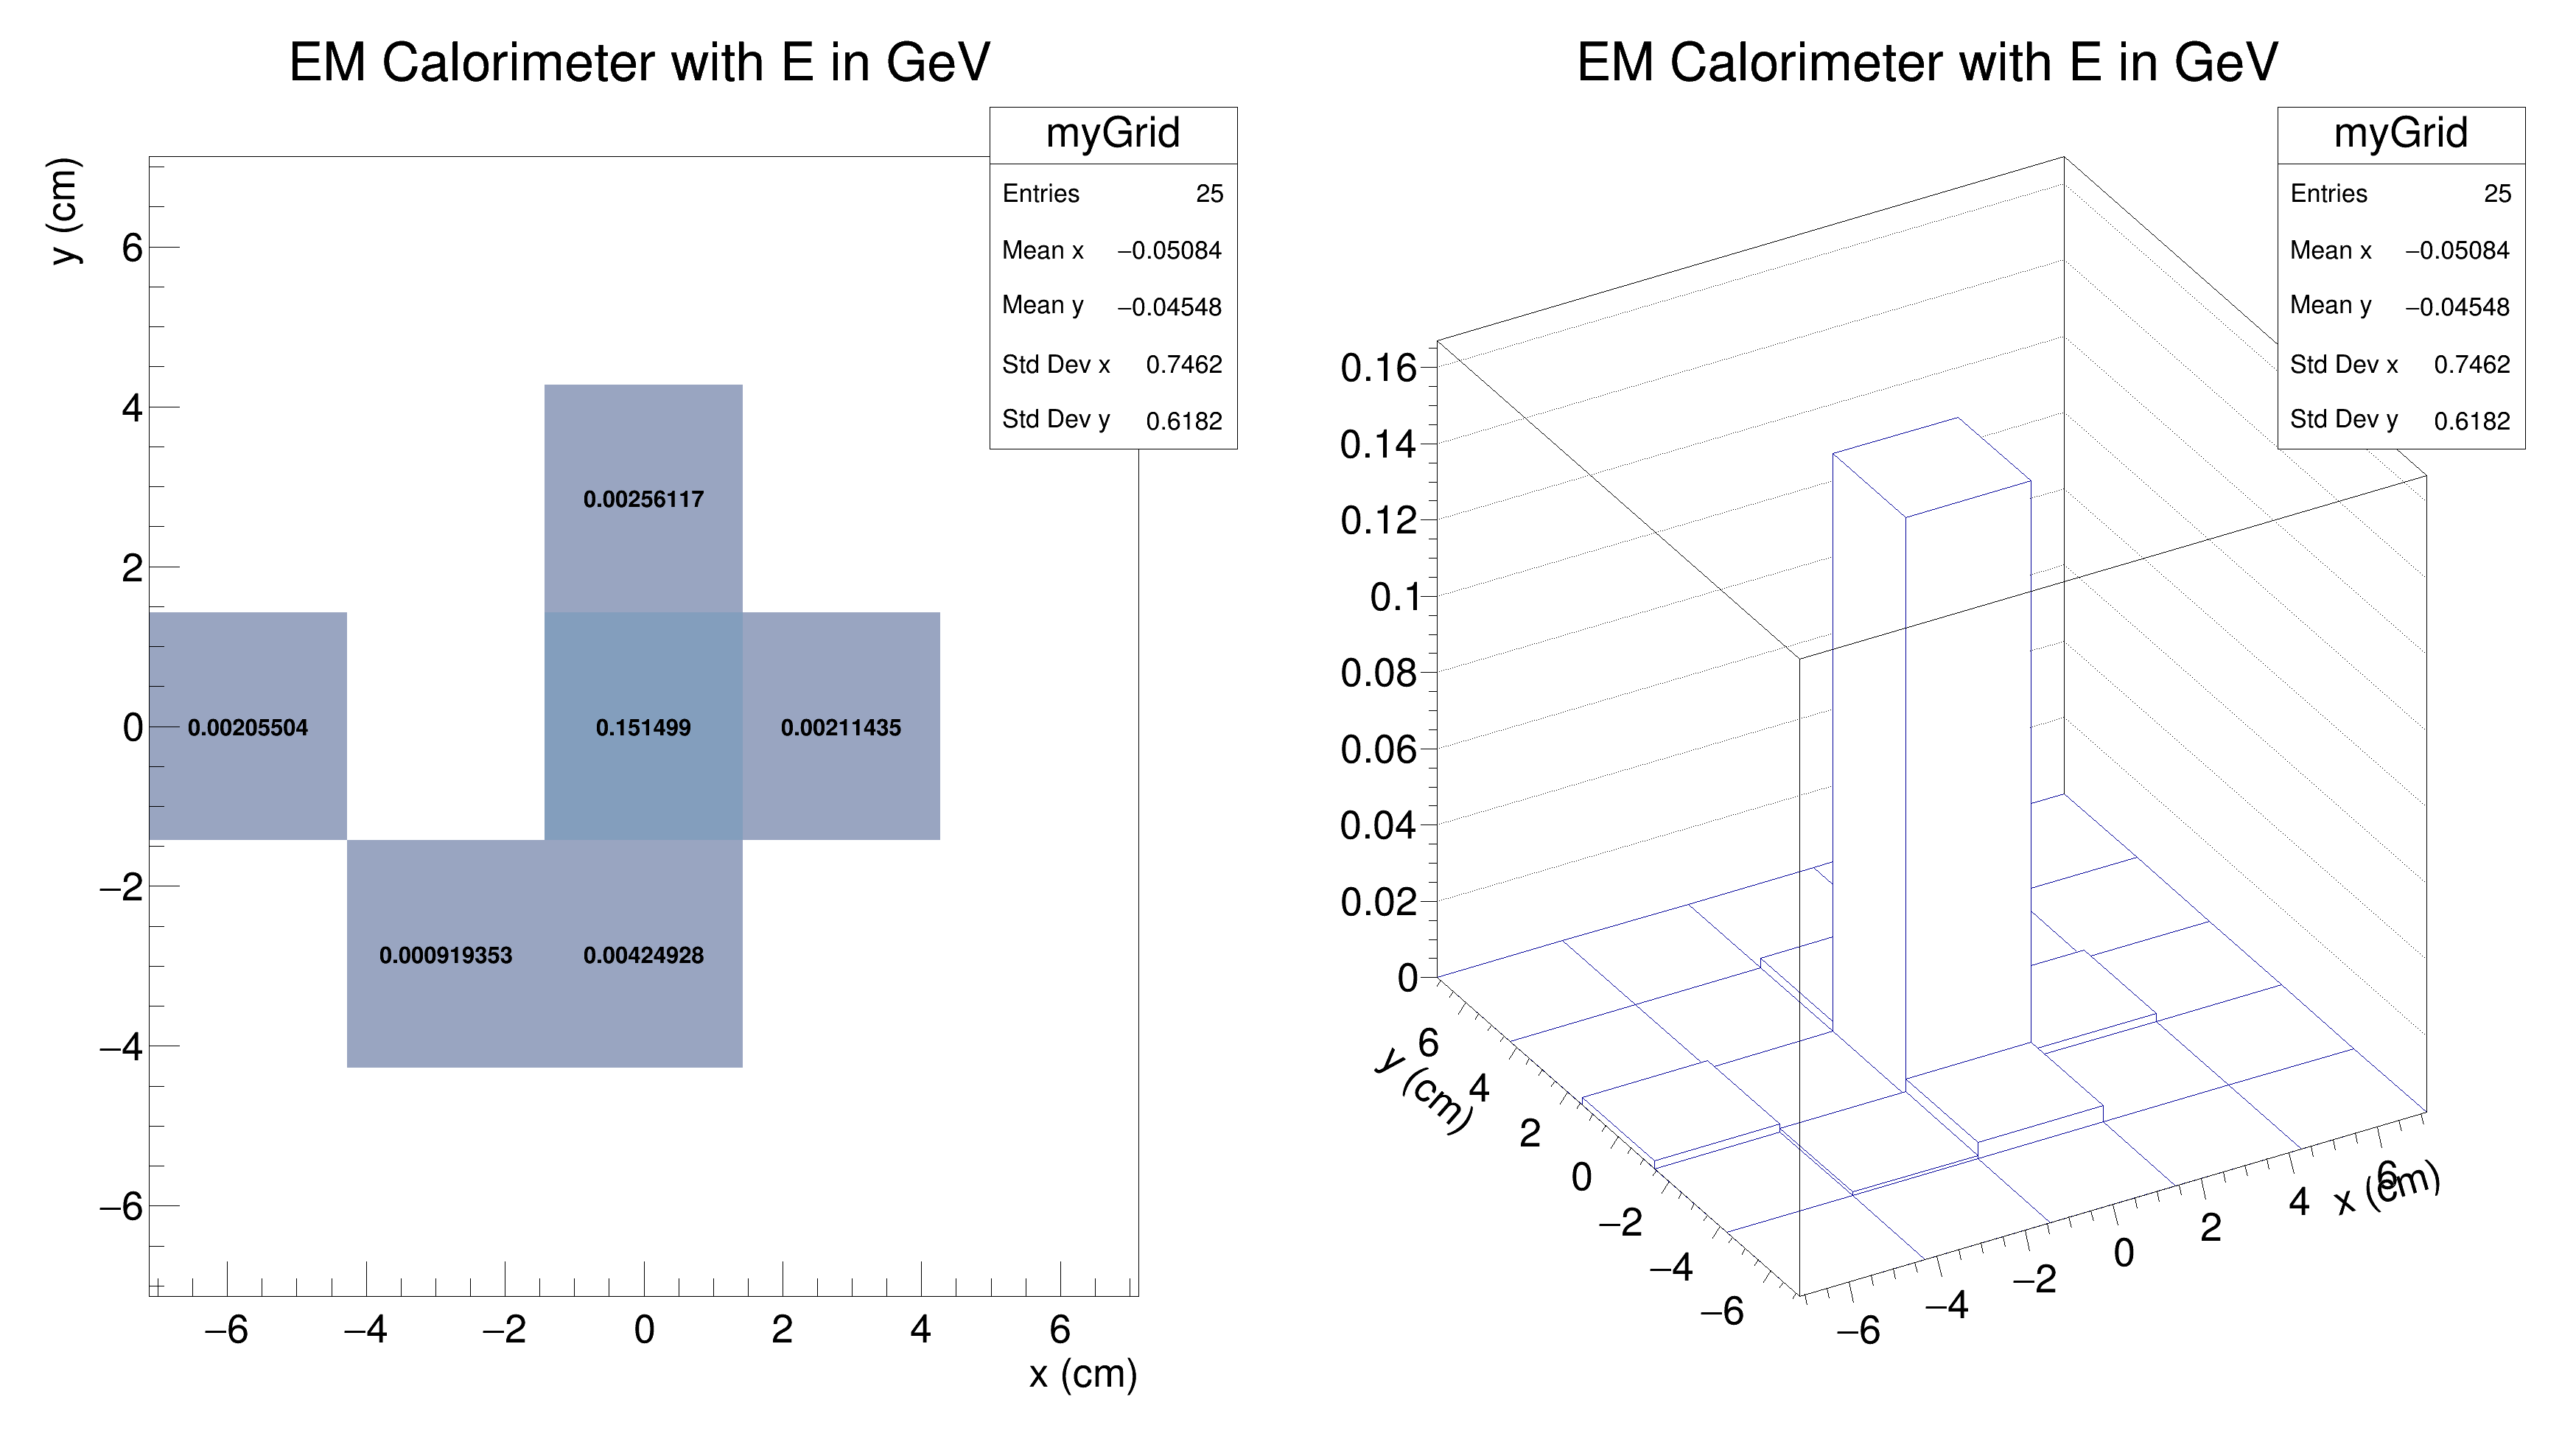 EM Calorimeter with E in GeV
myGrid
Entries 25
Mean x −0.05084
Mean y −0.04548
Std Dev x 0.7462
Std Dev y 0.6182
y (cm)
6
4
2
0
−2
−4
−6
0.00256117
0.00205504
0.151499
0.00211435
0.000919353
0.00424928
−6 −4 −2 0 2 4 6
x (cm)
EM Calorimeter with E in GeV
myGrid
Entries 25
Mean x −0.05084
Mean y −0.04548
Std Dev x 0.7462
Std Dev y 0.6182
0.16
0.14
0.12
0.1
0.08
0.06
0.04
0.02
0
y (cm)
6
4
2
0
−2
−4
−6
−6 −4 −2 0 2 4 6
x (cm)